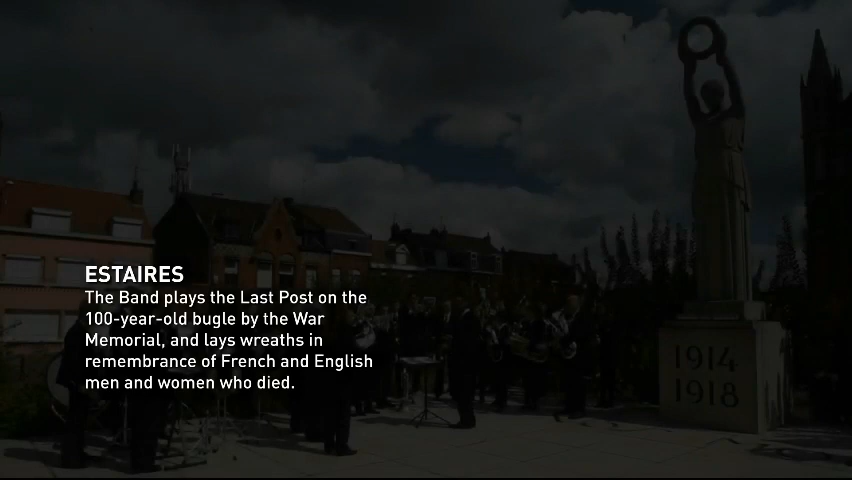 ESTAIRES
The Band plays the Last Post on the
100-year-old bugle by the War
Memorial, and lays wreaths in
remembrance of French and English
men and women who died.
1914
1918